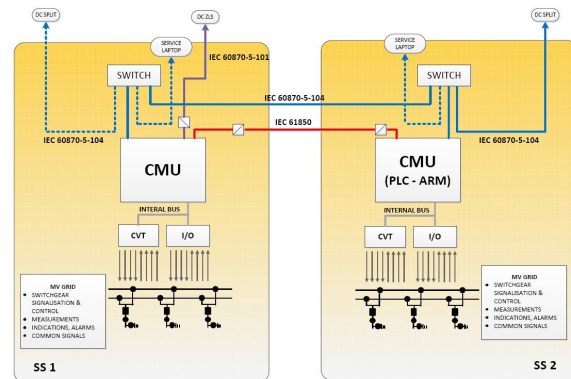 DC SPLIT
DC ZLS
DC SPLIT
SERVICE
LAPTOP
IEC 60870-5-101
SERVICE
LAPTOP
SWITCH
SWITCH
IEC 60870-5-104
IEC 61850
IEC 60870-5-104
IEC 60870-5-104
CMU
CMU
(PLC - ARM)
INTERAL BUS
INTERNAL BUS
CVT
I/O
CVT
I/O
MV GRID
SWITCHGEAR
SIGNALISATION &
CONTROL
MEASUREMENTS
INDICATIONS, ALARMS
COMMON SIGNALS
MV GRID
SWITCHGEAR
SIGNALISATION &
CONTROL
MEASUREMENTS
INDICATIONS, ALARMS
COMMON SIGNALS
SS 1
SS 2